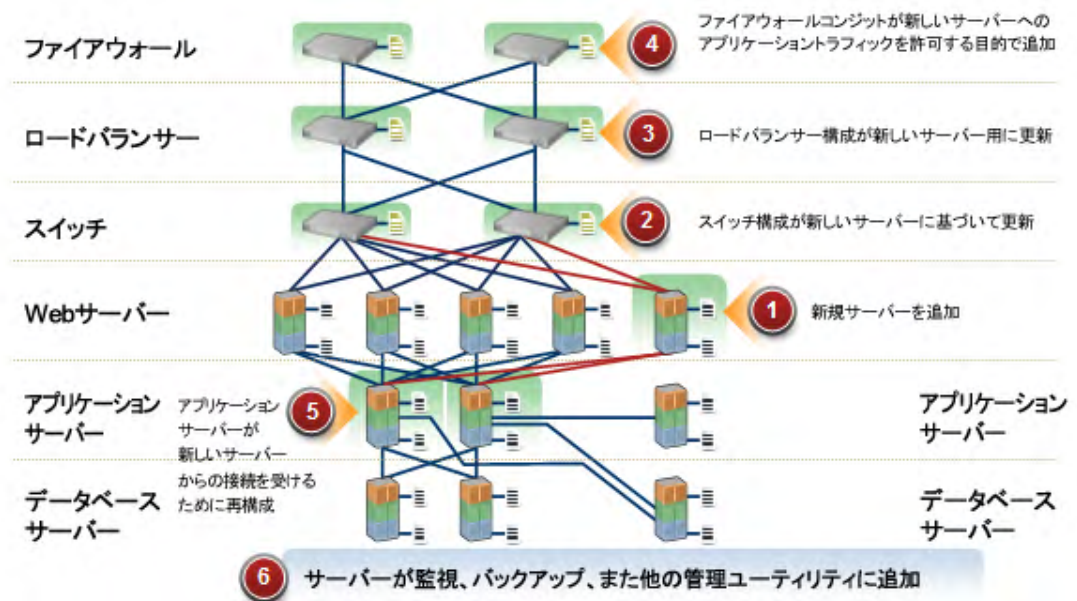 ファイアウォール
4
ファイアウォールコンジットが新しいサーバーへの
アプリケーショントラフィックを許可する目的で追加
ロードバランサー
3
ロードバランサー構成が新しいサーバー用に更新
スイッチ
2
スイッチ構成が新しいサーバーに基づいて更新
Webサーバー
1
新規サーバーを追加
アプリケーション
サーバー
アプリケーション
サーバーが
新しいサーバー
からの接続を受ける
ために再構成
5
アプリケーション
サーバー
データベース
サーバー
データベース
サーバー
6
サーバーが監視、バックアップ、また他の管理ユーティリティに追加